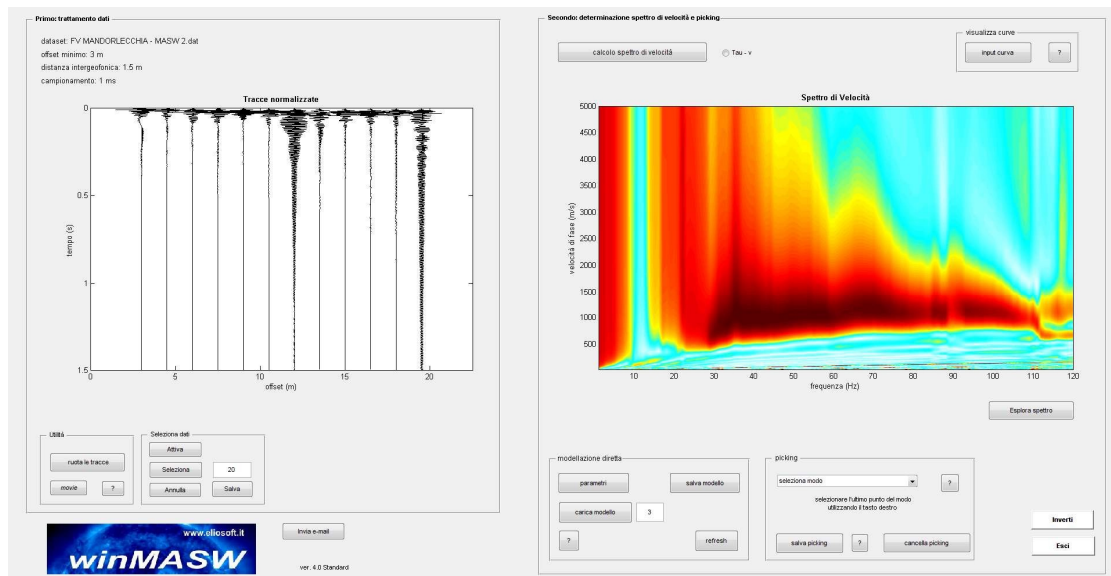 Primo: trattamento dati
dataset: FV MANDORLECCHIA - MASW 2.dat
offset minimo: 3 m
distanza intergeofonica: 1.5 m
campionamento: 1 ms
Tracce normalizzate
0
0.5
1
1.5
tempo (s)
0 5 10 15 20
offset (m)
Utilità
ruota le tracce
movie ?
Seleziona dati
Attiva
Seleziona 20
Annulla Salva
www.eliosoft.it
winMASW
Invia e-mail
ver. 4.0 Standard
Secondo: determinazione spettro di velocità e picking
calcolo spettro di velocità Tau - v
visualizza curve
input curva ?
Spettro di Velocità
5000
4500
4000
3500
3000
2500
2000
1500
1000
500
velocità di fase (m/s)
10 20 30 40 50 60 70 80 90 100 110 120
frequenza (Hz)
Esplora spettro
modellazione diretta
parametri salva modello
carica modello 3
? refresh
picking
seleziona modo ?
selezionare l'ultimo punto del modo
utilizzando il tasto destro
salva picking ? cancella picking
Inverti
Esci